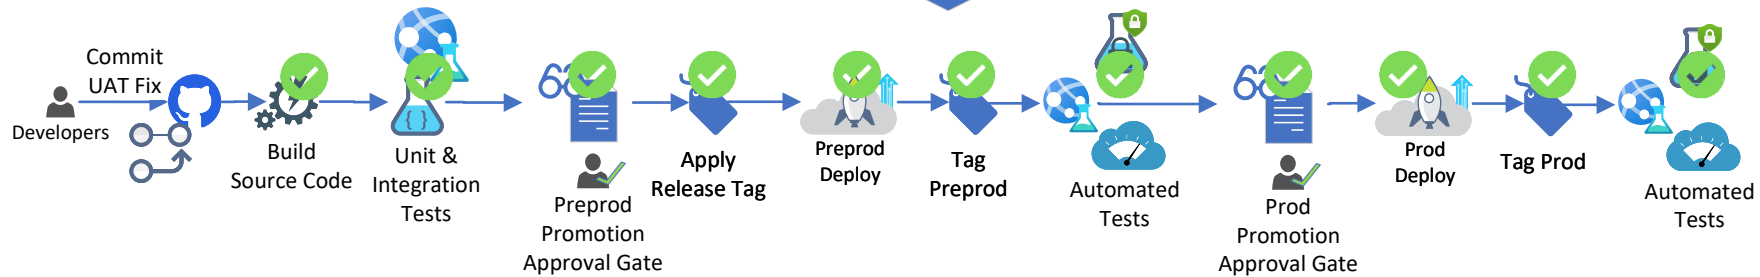 Commit
UAT Fix
Developers
Build
Source Code
{ }
Unit &
Integration
Tests
Preprod
Promotion
Approval Gate
Apply
Release Tag
Preprod
Deploy
Tag
Preprod
Automated
Tests
Prod
Promotion
Approval Gate
Prod
Deploy
Tag Prod
Automated
Tests